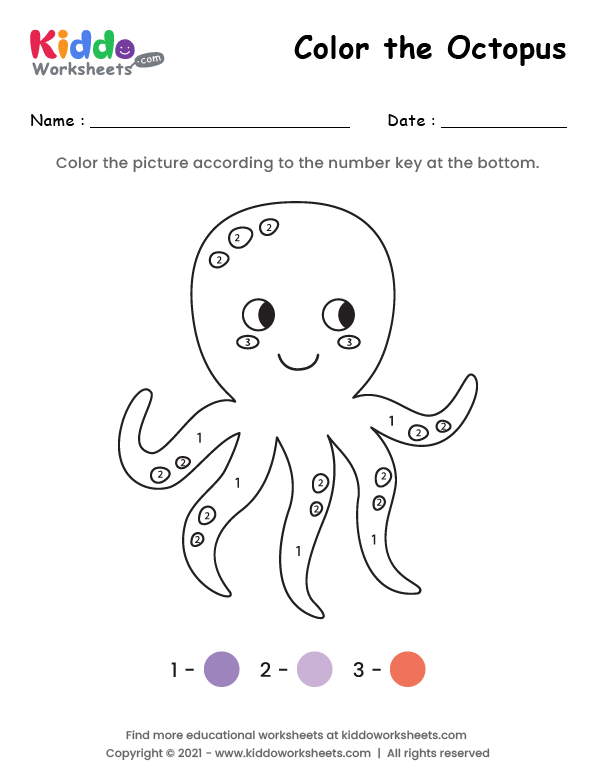 Kiddo
Worksheets
.com
Color the Octopus
Name : Date :
Color the picture according to the number key at the bottom.
2 2
2
3 3
1 1
2 2
2 2
1 2 2
2 2 2
2 1
1
1 - 2 - 3 -
Find more educational worksheets at kiddoworksheets.com
Copyright © 2021 - www.kiddoworksheets.com | All rights reserved